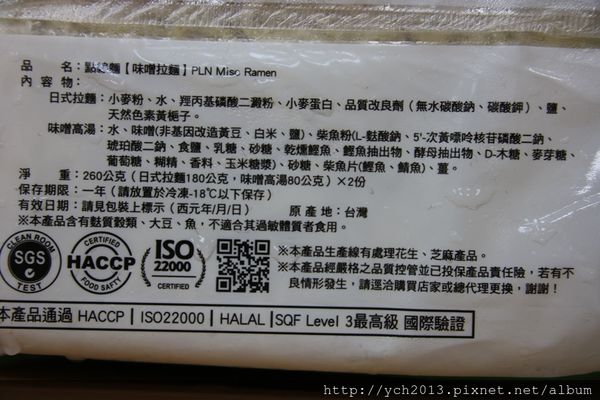 品　名：點線麵【味噌拉麵】PLN Miso Ramen
內 容 物：
日式拉麵：小麥粉、水、羥丙基磷酸二澱粉、小麥蛋白、品質改良劑（無水碳酸鈉、碳酸鉀）、鹽、
天然色素黃梔子。
味噌高湯：水、味噌(非基因改造黃豆、白米、鹽)、柴魚粉(L-麩酸鈉、5'-次黃嘌呤核苷磷酸二鈉、
琥珀酸二鈉、食鹽、乳糖、砂糖、乾燥鰹魚、鰹魚抽出物、酵母抽出物、D-木糖、麥芽糖、
葡萄糖、糊精、香料、玉米糖漿)、砂糖、柴魚片(鰹魚、鯖魚)、薑。
淨　重：260公克（日式拉麵180公克，味噌高湯80公克）×2份
保存期限：一年（請放置於冷凍-18℃以下保存）
有效日期：請見包裝上標示（西元年/月/日）　原 產 地：台灣
※本產品含有麩質穀類、大豆、魚，不適合其過敏體質者食用。
CLEAN ROOM
SGS
TEST
CERTIFIED
HACCP
FOOD SAFTY
CERTIFIED
ISO
22000
※本產品生產線有處理花生、芝麻產品。
※本產品經嚴格之品質控管並已投保產品責任險，若有不
良情形發生，請逕洽購買店家或總代理更換，謝謝！
本產品通過 HACCP | ISO22000 | HALAL |SQF Level 3最高級 國際驗證
http://ych2013.pixnet.net/album